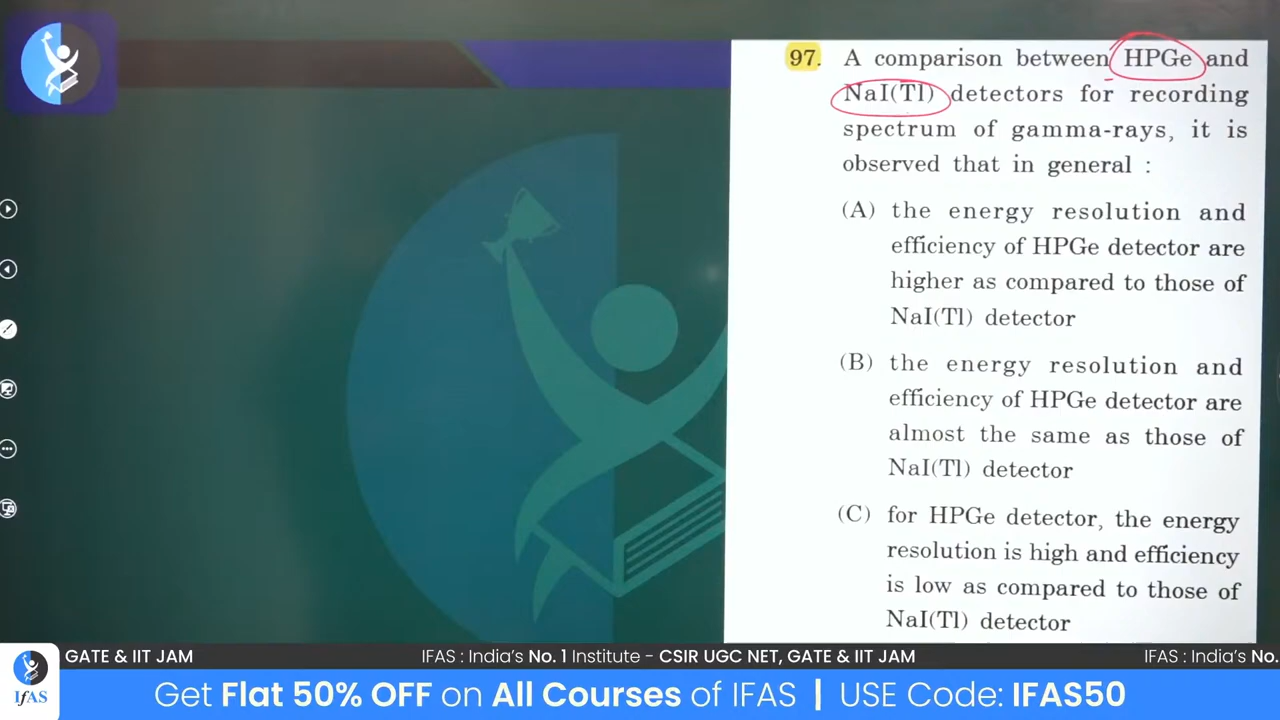 97. A comparison between HPGe and
NaI(Tl) detectors for recording
spectrum of gamma-rays, it is
observed that in general :
(A) the energy resolution and
efficiency of HPGe detector are
higher as compared to those of
NaI(Tl) detector
(B) the energy resolution and
efficiency of HPGe detector are
almost the same as those of
NaI(Tl) detector
(C) for HPGe detector, the energy
resolution is high and efficiency
is low as compared to those of
NaI(Tl) detector
GATE & IIT JAM
IFAS : India's No. 1 Institute - CSIR UGC NET, GATE & IIT JAM
IFAS : India's No.
IfAS
Get Flat 50% OFF on All Courses of IFAS | USE Code: IFAS50